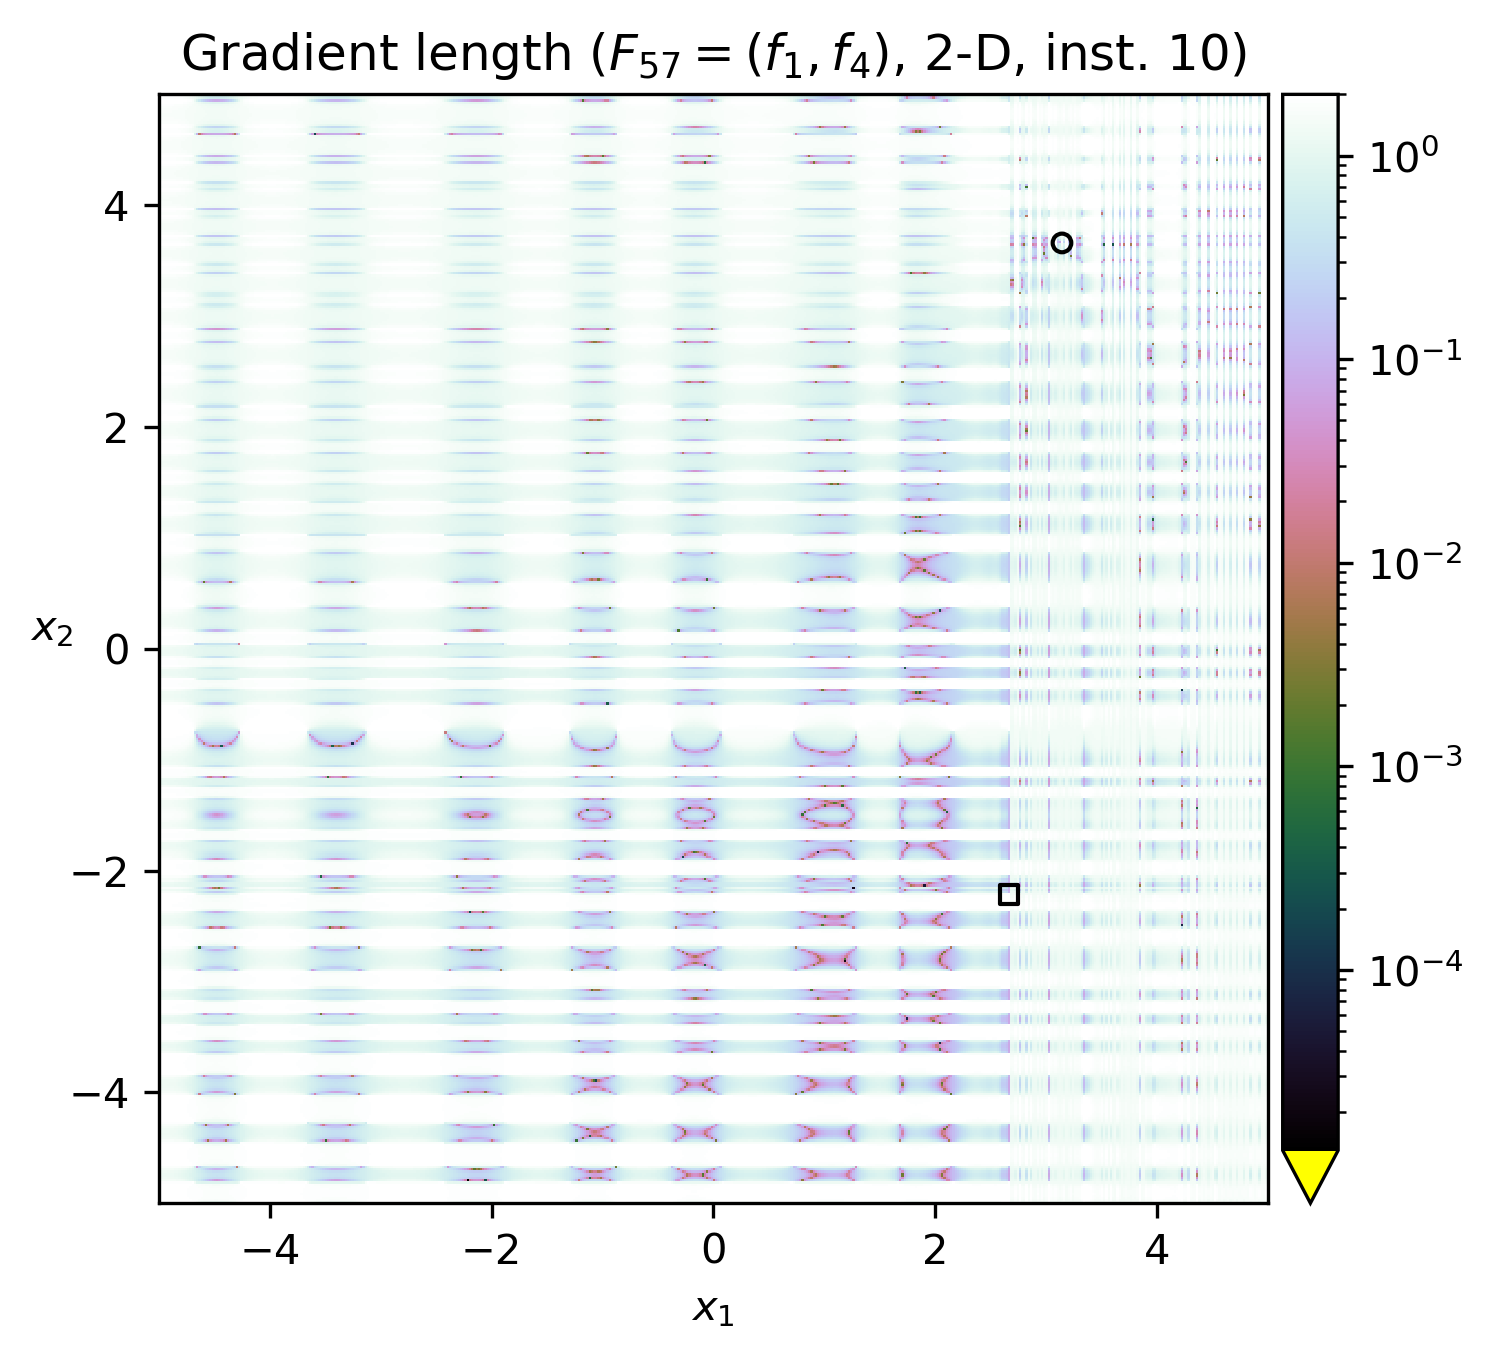 Gradient length (F₅₇ = (f₁, f₄), 2-D, inst. 10)
10⁰
10⁻¹
10⁻²
10⁻³
10⁻⁴
4
2
0
−2
−4
x₂
−4 −2 0 2 4
x₁